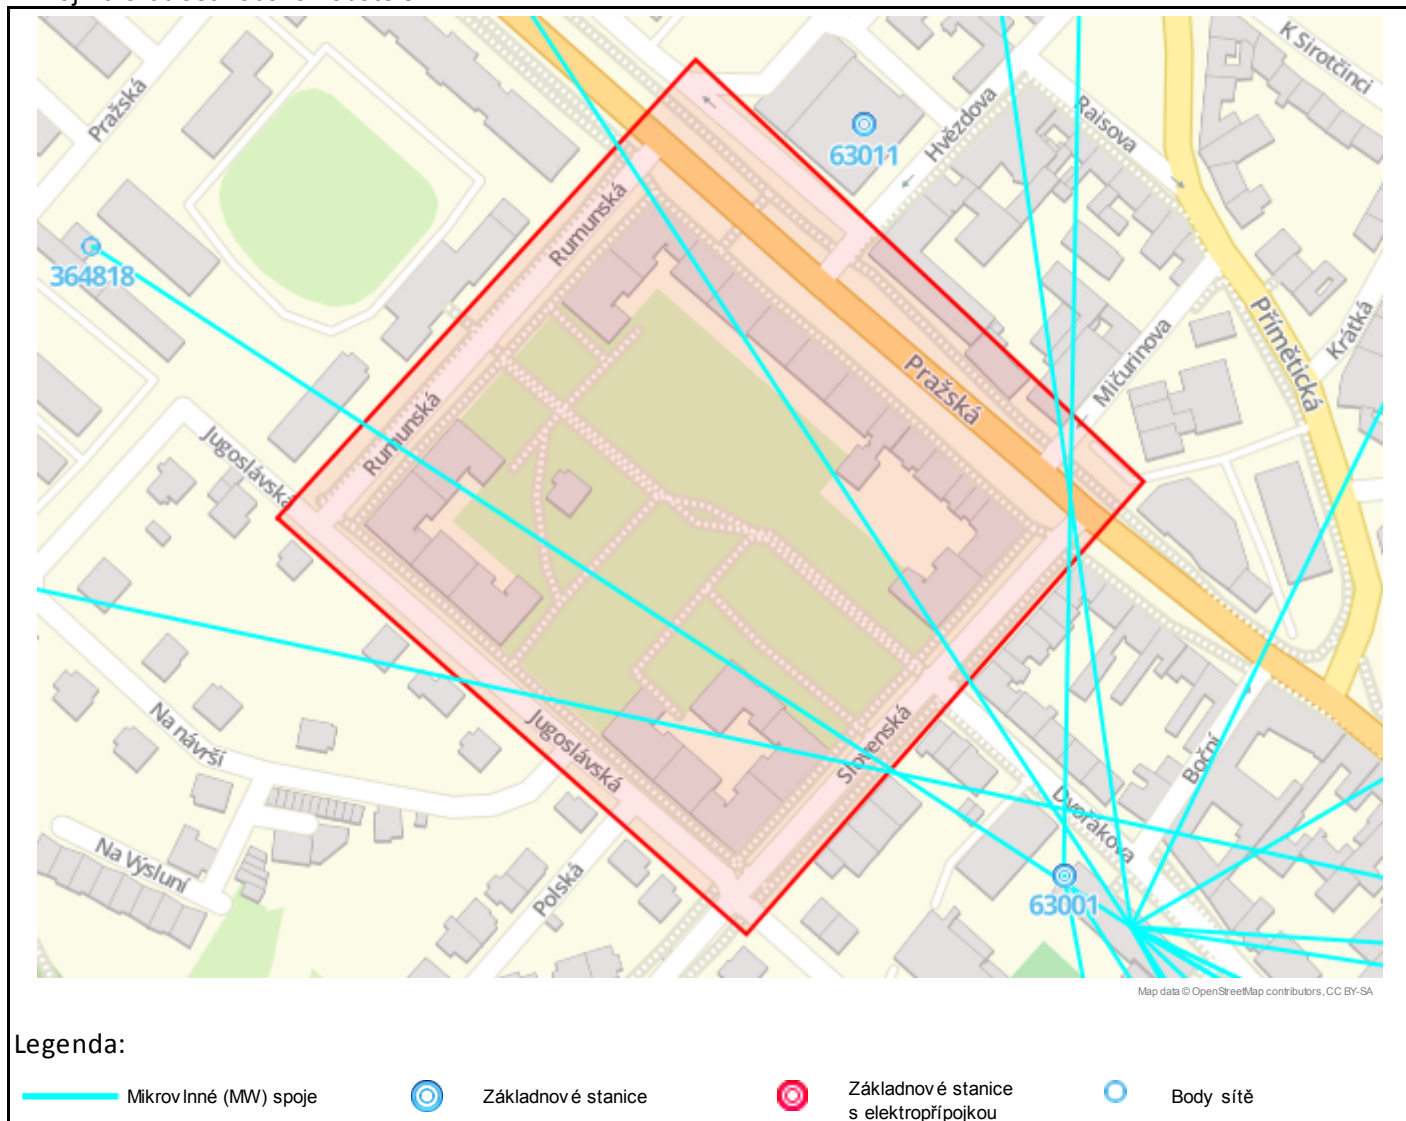 K Sirotčinci
Pražská
Raisova
Hvězdova
63011
Rumunská
364818
Přímětická
Krátká
Mičurinova
Pražská
Rumunská
Jugoslávská
Na návrší
Jugoslávská
Slovenská
Boční
Dvořákova
Na Výsluní
Polská
63001
Map data © OpenStreetMap contributors, CC BY-SA
Legenda:
Mikrovlnné (MW) spoje
Základnové stanice
Základnové stanice
s elektropřípojkou
Body sítě